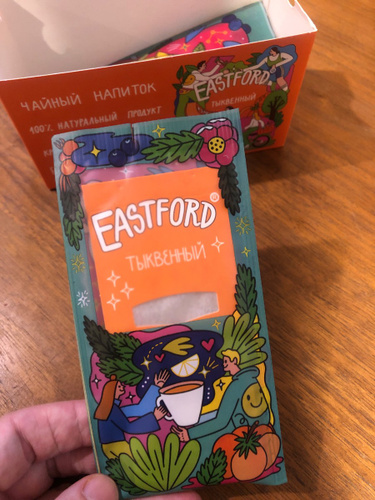 ЧАЙНЫЙ НАПИТОК
100% НАТУРАЛЬНЫЙ ПРОДУКТ
EASTFORD
ТЫКВЕННЫЙ
EASTFORD®
ТЫКВЕННЫЙ